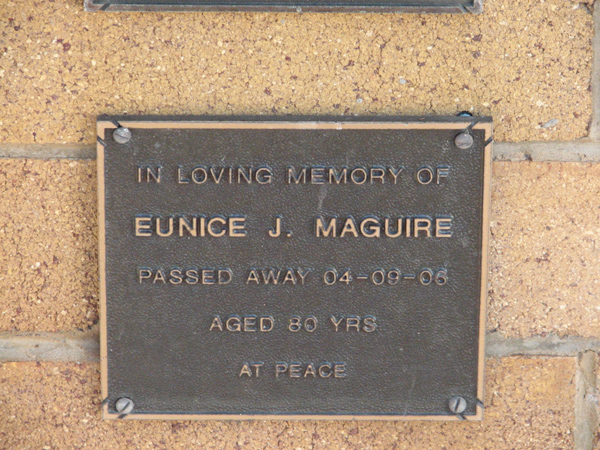 IN LOVING MEMORY OF
EUNICE J. MAGUIRE
PASSED AWAY 04-09-06
AGED 80 YRS
AT PEACE